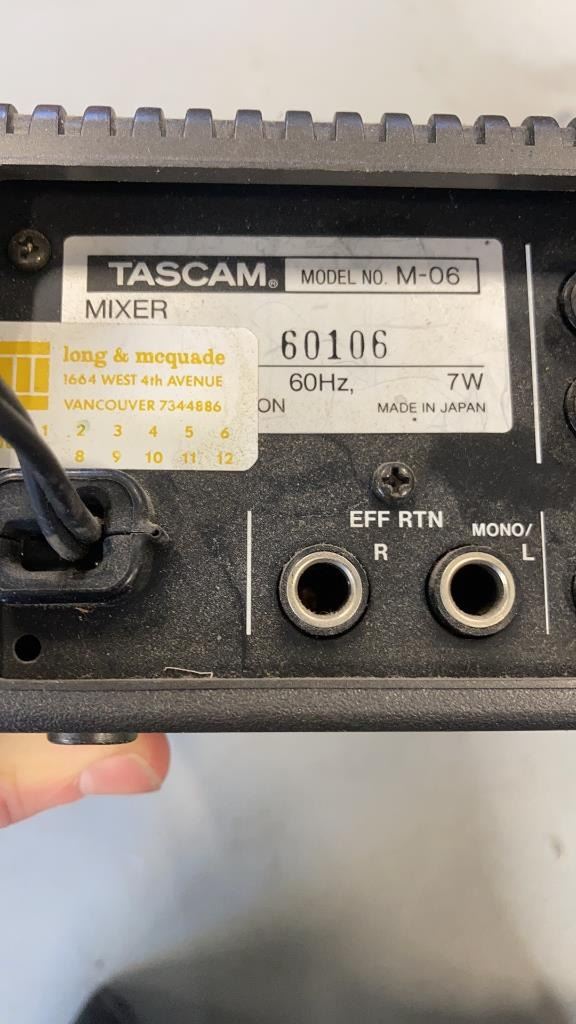 TASCAM® MODEL NO. M-06
MIXER
60106
60Hz, 7W
ON MADE IN JAPAN
long & mcquade
1664 WEST 4th AVENUE
VANCOUVER 7344886
1 2 3 4 5 6
8 9 10 11 12
EFF RTN
R
MONO/
L